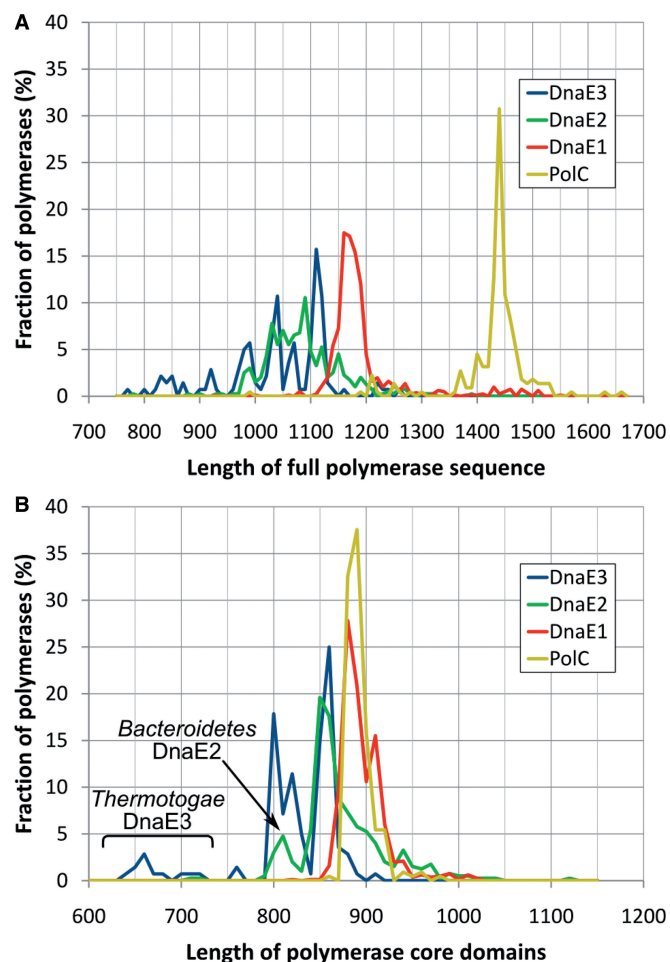 A
Fraction of polymerases (%)
40
35
30
25
20
15
10
5
0
DnaE3
DnaE2
DnaE1
PolC
700 800 900 1000 1100 1200 1300 1400 1500 1600 1700
Length of full polymerase sequence
B
Fraction of polymerases (%)
40
35
30
25
20
15
10
5
0
DnaE3
DnaE2
DnaE1
PolC
Bacteroidetes
DnaE2
Thermotogae
DnaE3
600 700 800 900 1000 1100 1200
Length of polymerase core domains